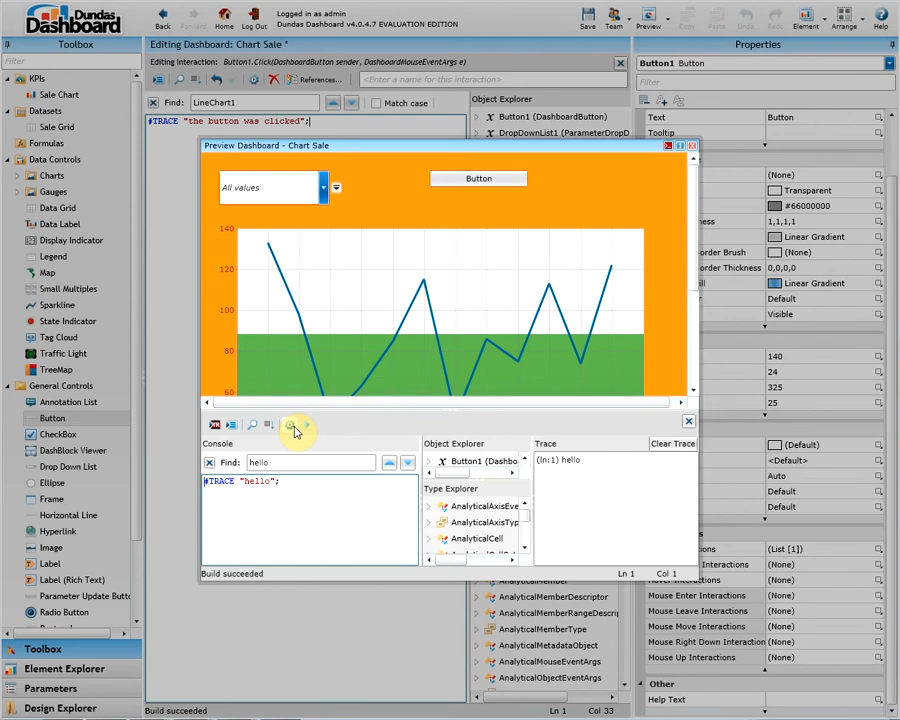 Dundas Dashboard
Back
Forward
Home
Log Out
Logged in as admin
Dundas Dashboard v4.0.4.7 EVALUATION EDITION
Save
Team
Preview
Cut
Copy
Paste
Undo
Redo
Element
Arrange
Help
Toolbox
Filter
KPIs
Sale Chart
Datasets
Sale Grid
Formulas
Data Controls
Charts
Gauges
Data Grid
Data Label
Display Indicator
Legend
Map
Small Multiples
Sparkline
State Indicator
Tag Cloud
Traffic Light
TreeMap
General Controls
Annotation List
Button
CheckBox
DashBlock Viewer
Drop Down List
Ellipse
Frame
Horizontal Line
Hyperlink
Image
Label
Label (Rich Text)
Parameter Update Butto
Radio Button
Toolbox
Element Explorer
Parameters
Design Explorer
Editing Dashboard: Chart Sale *
Editing Interaction: Button1.Click(DashboardButton sender, DashboardMouseEventArgs e)
References...
<Enter a name for this interaction>
Find:
LineChart1
Match case
#TRACE "the button was clicked";
Object Explorer
Button1 (DashboardButton)
DropDownList1 (ParameterDropD
Preview Dashboard - Chart Sale
All values
Button
140
120
100
80
60
Console
Find:
hello
#TRACE "hello";
Object Explorer
Button1 (Dashbo
Type Explorer
AnalyticalAxisEve
AnalyticalAxisTyp
AnalyticalCell
Trace
Clear Trace
(ln:1) hello
Build succeeded
Ln 1
Col 1
AnalyticalMemberDescriptor
AnalyticalMemberRangeDescrip
AnalyticalMemberType
AnalyticalMetadataObject
AnalyticalMouseEventArgs
AnalyticalObjectEventArgs
Build succeeded
Ln 1
Col 33
Properties
Button1 Button
Filter
Text
Button
Tooltip
(None)
Transparent
#66000000
1,1,1,1
Linear Gradient
order Brush
(None)
order Thickness
0,0,0,0
Linear Gradient
Default
Visible
140
24
325
25
(Default)
<Default>
Auto
Default
Default
(List [1])
(None)
Hover Interactions
(None)
Mouse Enter Interactions
(None)
Mouse Leave Interactions
(None)
Mouse Move Interactions
(None)
Mouse Right Down Interaction
(None)
Mouse Up Interactions
(None)
Other
Help Text